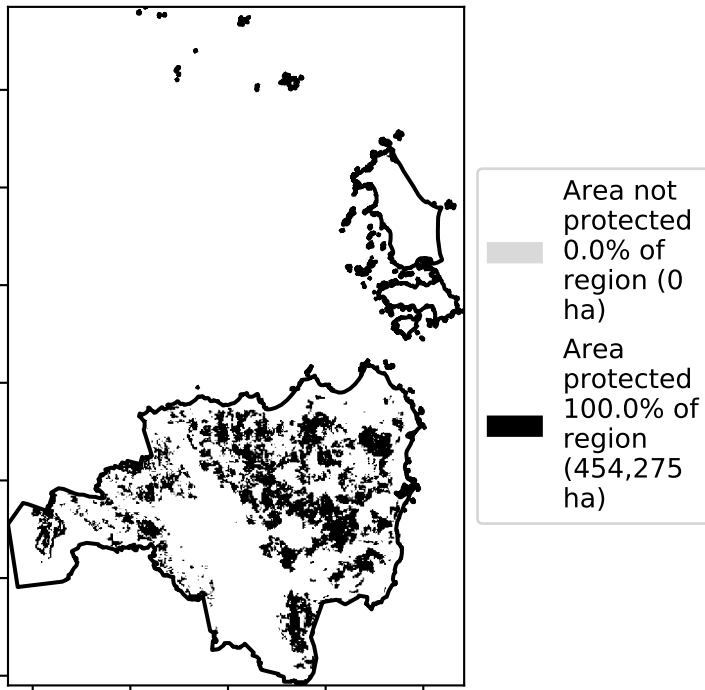 Area not
protected
0.0% of
region (0
ha)
Area
protected
100.0% of
region
(454,275
ha)